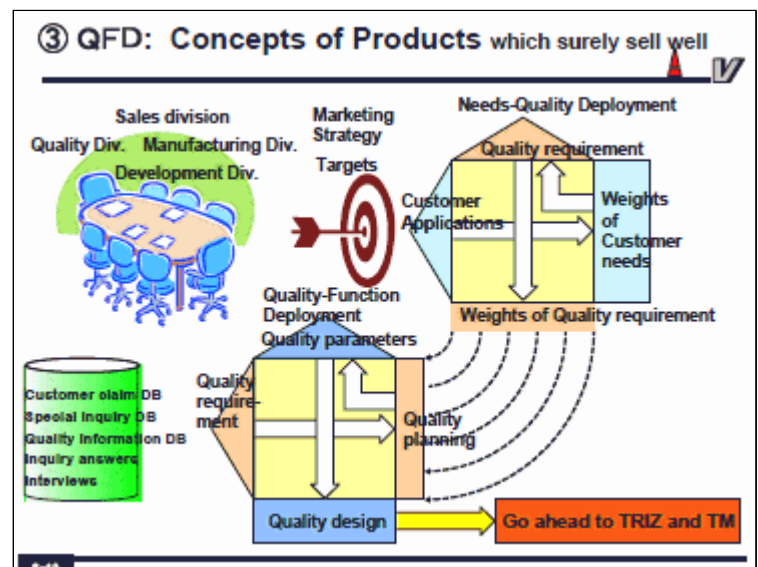 ③ QFD: Concepts of Products which surely sell well
Sales division
Quality Div. Manufacturing Div.
Development Div.
Marketing
Strategy
Targets
Needs-Quality Deployment
Quality requirement
Customer
Applications
Weights
of
Customer
needs
Weights of Quality requirement
Quality-Function
Deployment
Quality parameters
Quality
require-
ment
Quality
planning
Quality design
Customer claim DB
Special inquiry DB
Quality information DB
Inquiry answers
Interviews
Go ahead to TRIZ and TM